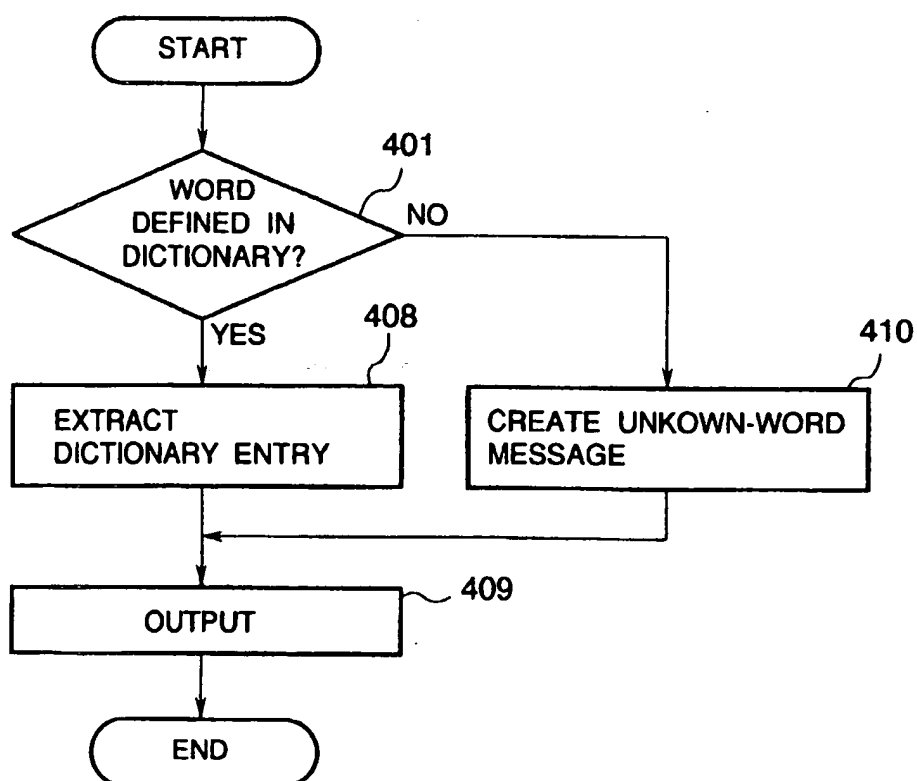 START
401
WORD
DEFINED IN
DICTIONARY?
NO
YES
408
410
EXTRACT
DICTIONARY ENTRY
CREATE UNKOWN-WORD
MESSAGE
409
OUTPUT
END